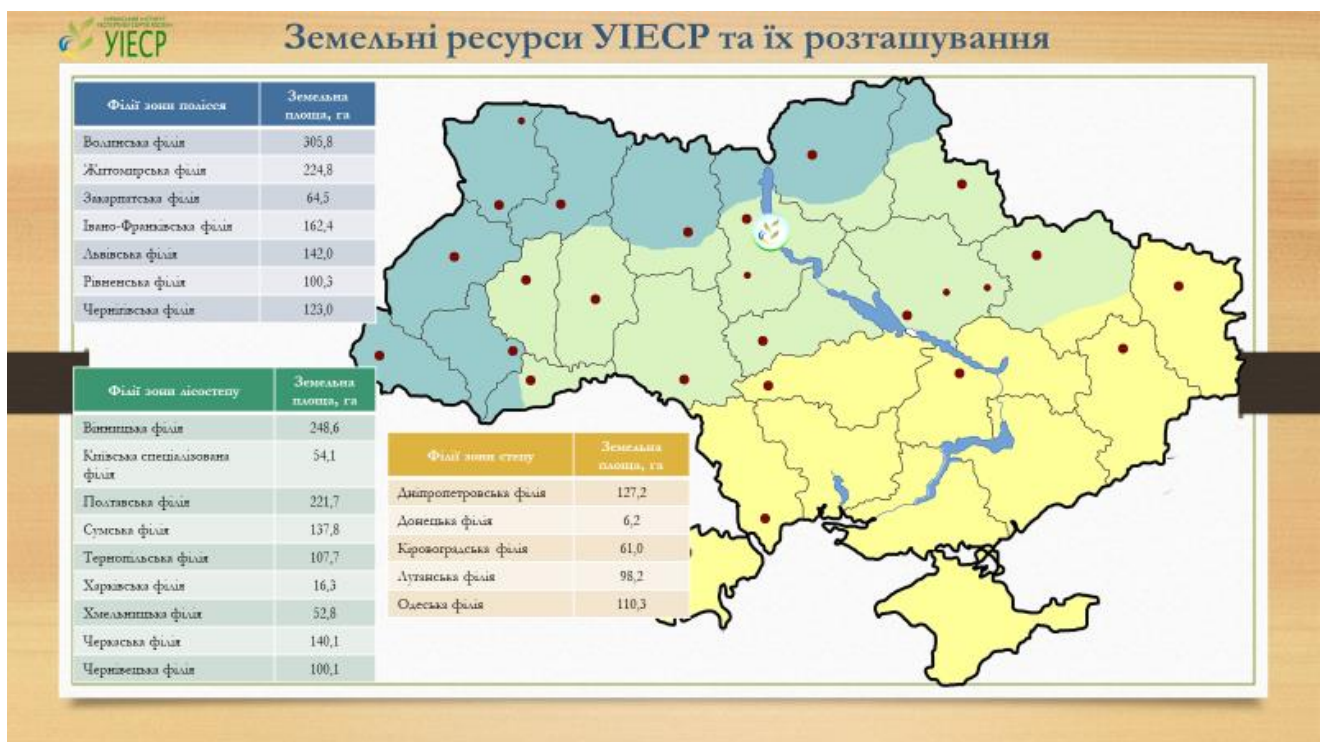 УКРАЇНСЬКИЙ ІНСТИТУТ
ЕКСПЕРТИЗИ СОРТІВ РОСЛИН
УІЕСР
Земельні ресурси УІЕСР та їх розташування
Філії зони полісся Земельна
площа, га
Волинська філія 305,8
Житомирська філія 224,8
Закарпатська філія 64,5
Івано-Франківська філія 162,4
Львівська філія 142,0
Рівненська філія 100,3
Чернігівська філія 123,0
Філії зони лісостепу Земельна
площа, га
Вінницька філія 248,6
Київська спеціалізована 54,1
філія
Полтавська філія 221,7
Сумська філія 137,8
Тернопільська філія 107,7
Харківська філія 16,3
Хмельницька філія 52,8
Черкаська філія 140,1
Чернівецька філія 100,1
Філії зони степу Земельна
площа, га
Дніпропетровська філія 127,2
Донецька філія 6,2
Кіровоградська філія 61,0
Луганська філія 98,2
Одеська філія 110,3